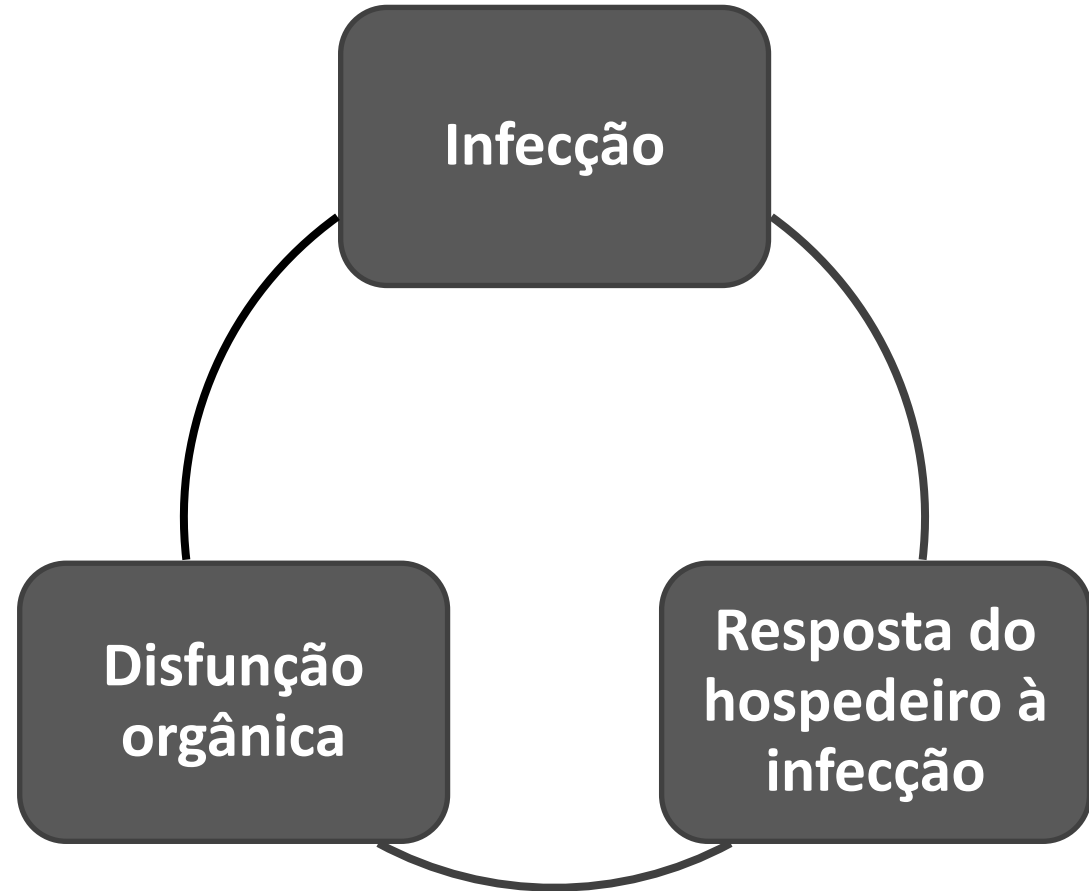 Infecção
Disfunção
orgânica
Resposta do
hospedeiro à
infecção